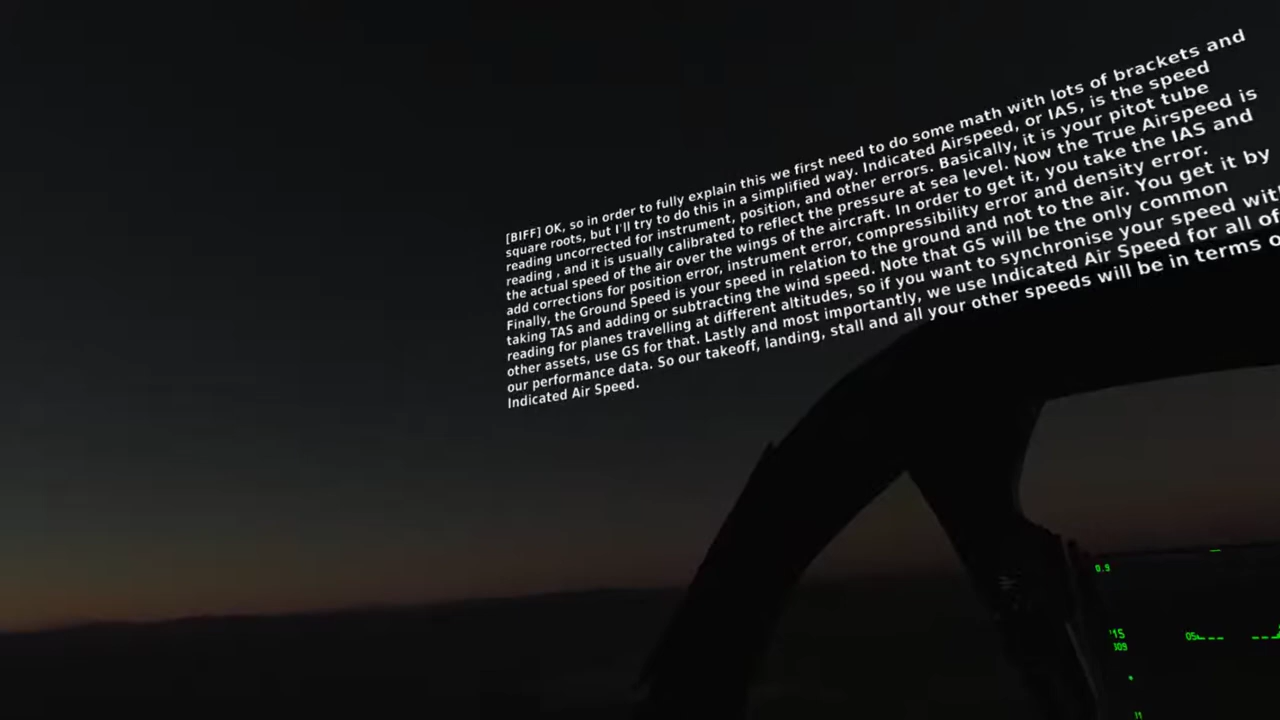 [BIFF] OK, so in order to fully explain this we first need to do some math with lots of brackets and
square roots, but I'll try to do this in a simplified way. Indicated Airspeed, or IAS, is the speed
reading uncorrected for instrument, position, and other errors. Basically, it is your pitot tube
reading , and it is usually calibrated to reflect the pressure at sea level. Now the True Airspeed is
the actual speed of the air over the wings of the aircraft. In order to get it, you take the IAS and
add corrections for position error, instrument error, compressibility error and density error.
Finally, the Ground Speed is your speed in relation to the ground and not to the air. You get it by
taking TAS and adding or subtracting the wind speed. Note that GS will be the only common
reading for planes travelling at different altitudes, so if you want to synchronise your speed with
other assets, use GS for that. Lastly and most importantly, we use Indicated Air Speed for all of
our performance data. So our takeoff, landing, stall and all your other speeds will be in terms
Indicated Air Speed.
0.9
05
11